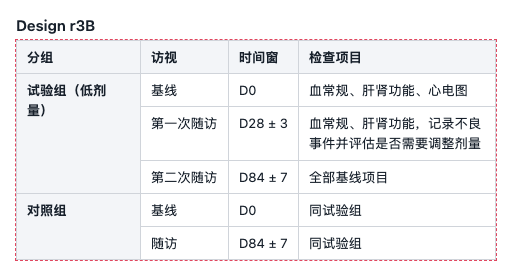 Design r3B
分组 访视 时间窗 检查项目
试验组（低剂
量）
基线 D0 血常规、肝肾功能、心电图
第一次随访 D28 ± 3 血常规、肝肾功能，记录不良
事件并评估是否需要调整剂量
第二次随访 D84 ± 7 全部基线项目
对照组 基线 D0 同试验组
随访 D84 ± 7 同试验组